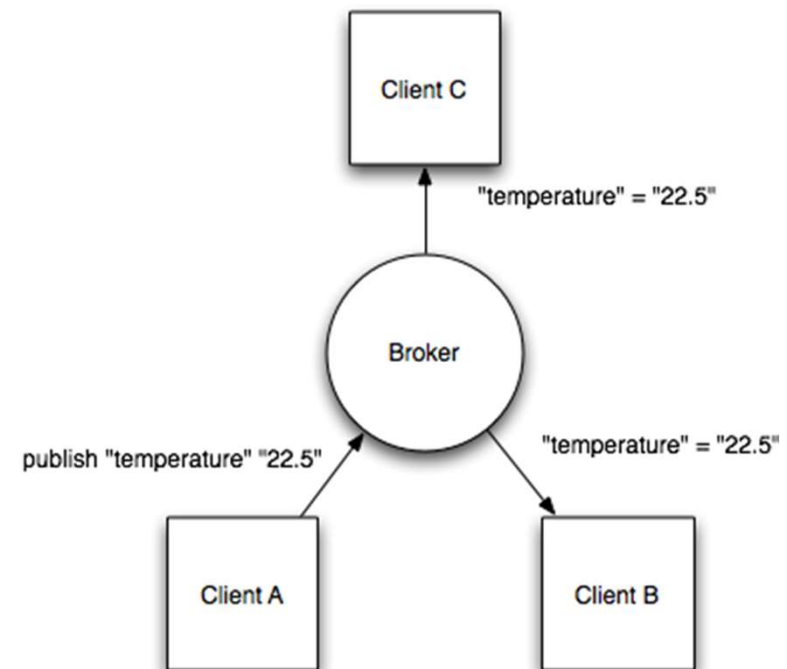 Client C
"temperature" = "22.5"
Broker
publish "temperature" "22.5"
"temperature" = "22.5"
Client A
Client B